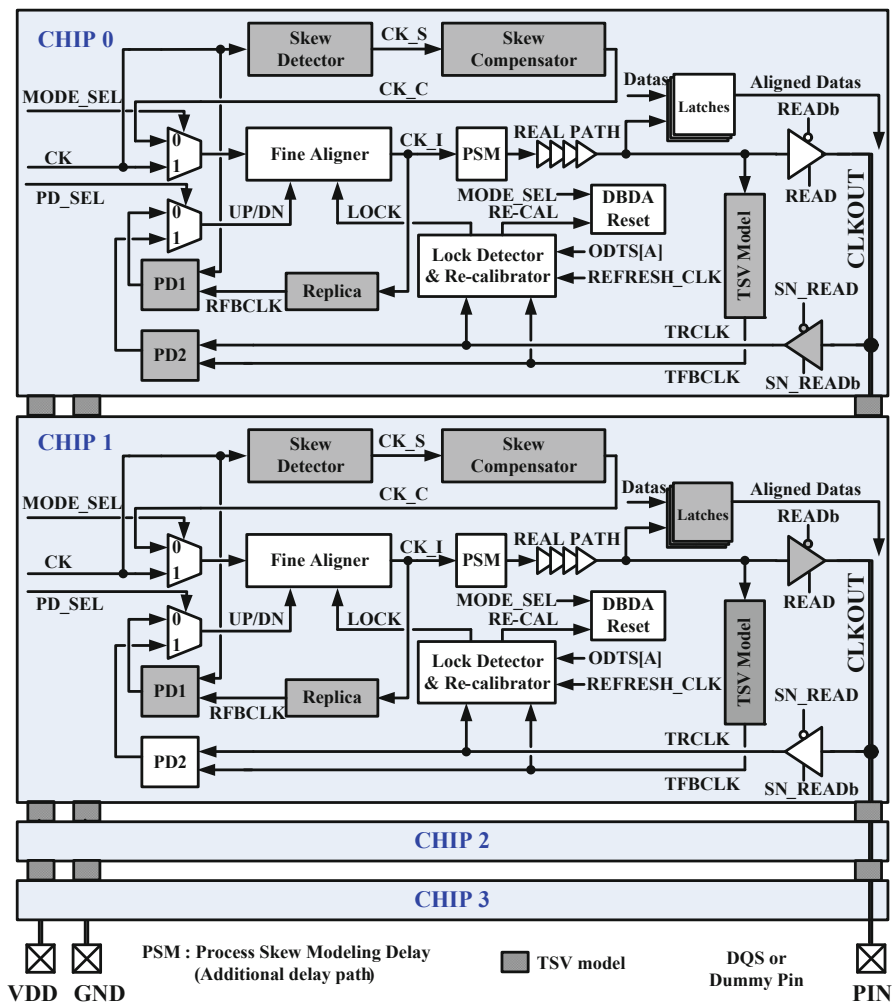 CHIP 0
Skew
Detector
CK_S
Skew
Compensator
CK_C
MODE_SEL
Datas
Latches
Aligned Datas
READb
0
1
CK
Fine Aligner
CK_I
PSM
REAL PATH
READ
PD_SEL
0
1
UP/DN
LOCK
MODE_SEL
RE-CAL
DBDA
Reset
TSV Model
CLKOUT
Lock Detector
& Re-calibrator
ODTS[A]
REFRESH_CLK
PD1
RFBCLK
Replica
SN_READ
PD2
TRCLK
TFBCLK
SN_READb
CHIP 1
Skew
Detector
CK_S
Skew
Compensator
CK_C
MODE_SEL
Datas
Latches
Aligned Datas
READb
0
1
CK
Fine Aligner
CK_I
PSM
REAL PATH
READ
PD_SEL
0
1
UP/DN
LOCK
MODE_SEL
RE-CAL
DBDA
Reset
TSV Model
CLKOUT
Lock Detector
& Re-calibrator
ODTS[A]
REFRESH_CLK
PD1
RFBCLK
Replica
SN_READ
PD2
TRCLK
TFBCLK
SN_READb
CHIP 2
CHIP 3
PSM : Process Skew Modeling Delay
(Additional delay path)
TSV model
DQS or
Dummy Pin
VDD
GND
PIN